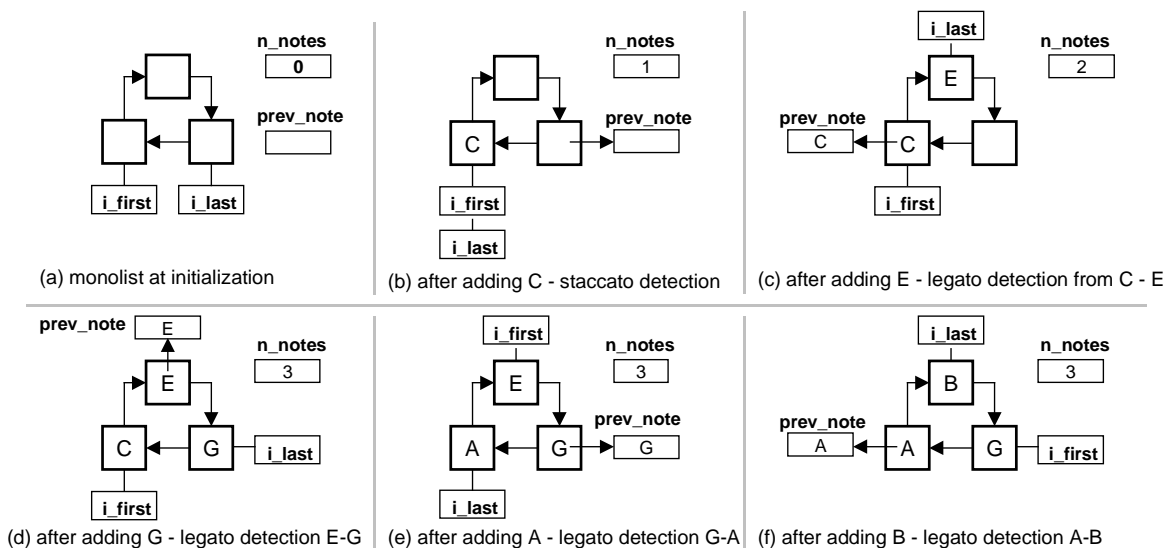 n_notes
0
prev_note
i_first
i_last
(a) monolist at initialization
n_notes
1
prev_note
C
i_first
i_last
(b) after adding C - staccato detection
i_last
n_notes
2
E
prev_note
C
C
i_first
(c) after adding E - legato detection from C - E
prev_note
E
n_notes
3
E
C
G
i_last
i_first
(d) after adding G - legato detection E-G
i_first
n_notes
3
E
prev_note
A
G
G
i_last
(e) after adding A - legato detection G-A
i_last
n_notes
3
B
prev_note
A
A
G
i_first
(f) after adding B - legato detection A-B